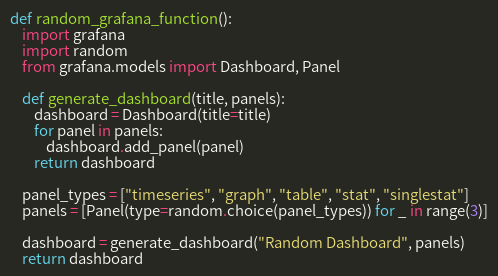 def random_grafana_function():
    import grafana
    import random
    from grafana.models import Dashboard, Panel
    def generate_dashboard(title, panels):
        dashboard = Dashboard(title=title)
        for panel in panels:
            dashboard.add_panel(panel)
        return dashboard
    panel_types = ["timeseries", "graph", "table", "stat", "singlestat"]
    panels = [Panel(type=random.choice(panel_types)) for _ in range(3)]
    dashboard = generate_dashboard("Random Dashboard", panels)
    return dashboard